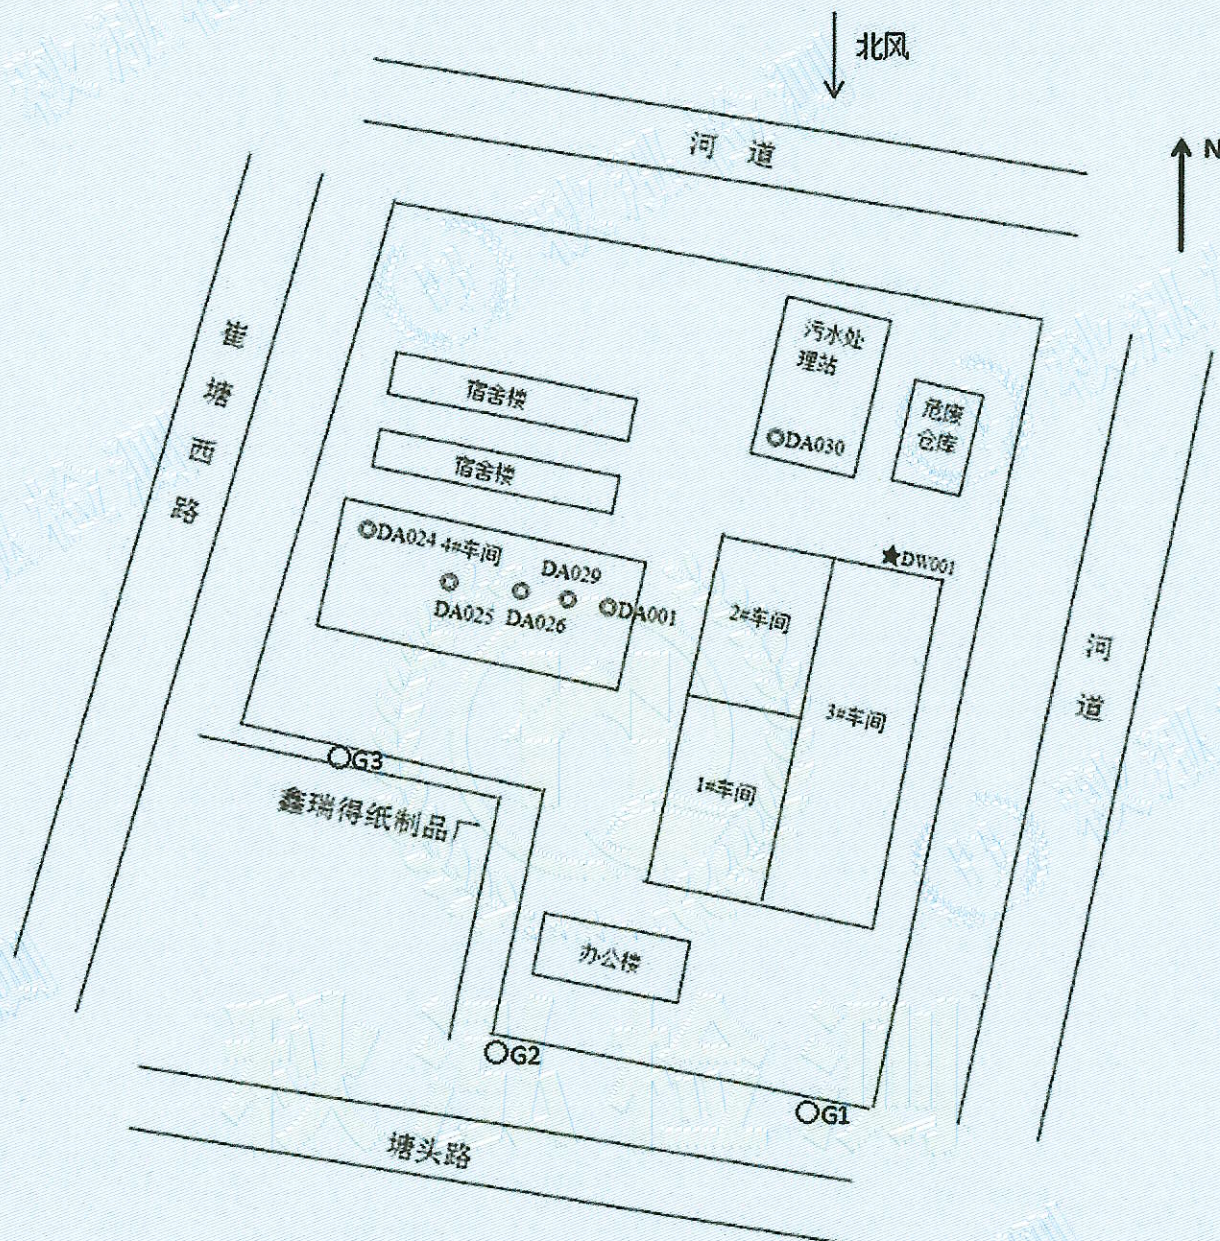 北风
河 道
N
崔
塘
西
路
污水处
理站
DA030
危废
仓库
宿舍楼
宿舍楼
DA024 4#车间
DA029
DA025 DA026
DA001
DW001
2#车间
3#车间
1#车间
河
道
G3
鑫瑞得纸制品厂
办公楼
G2
G1
塘头路